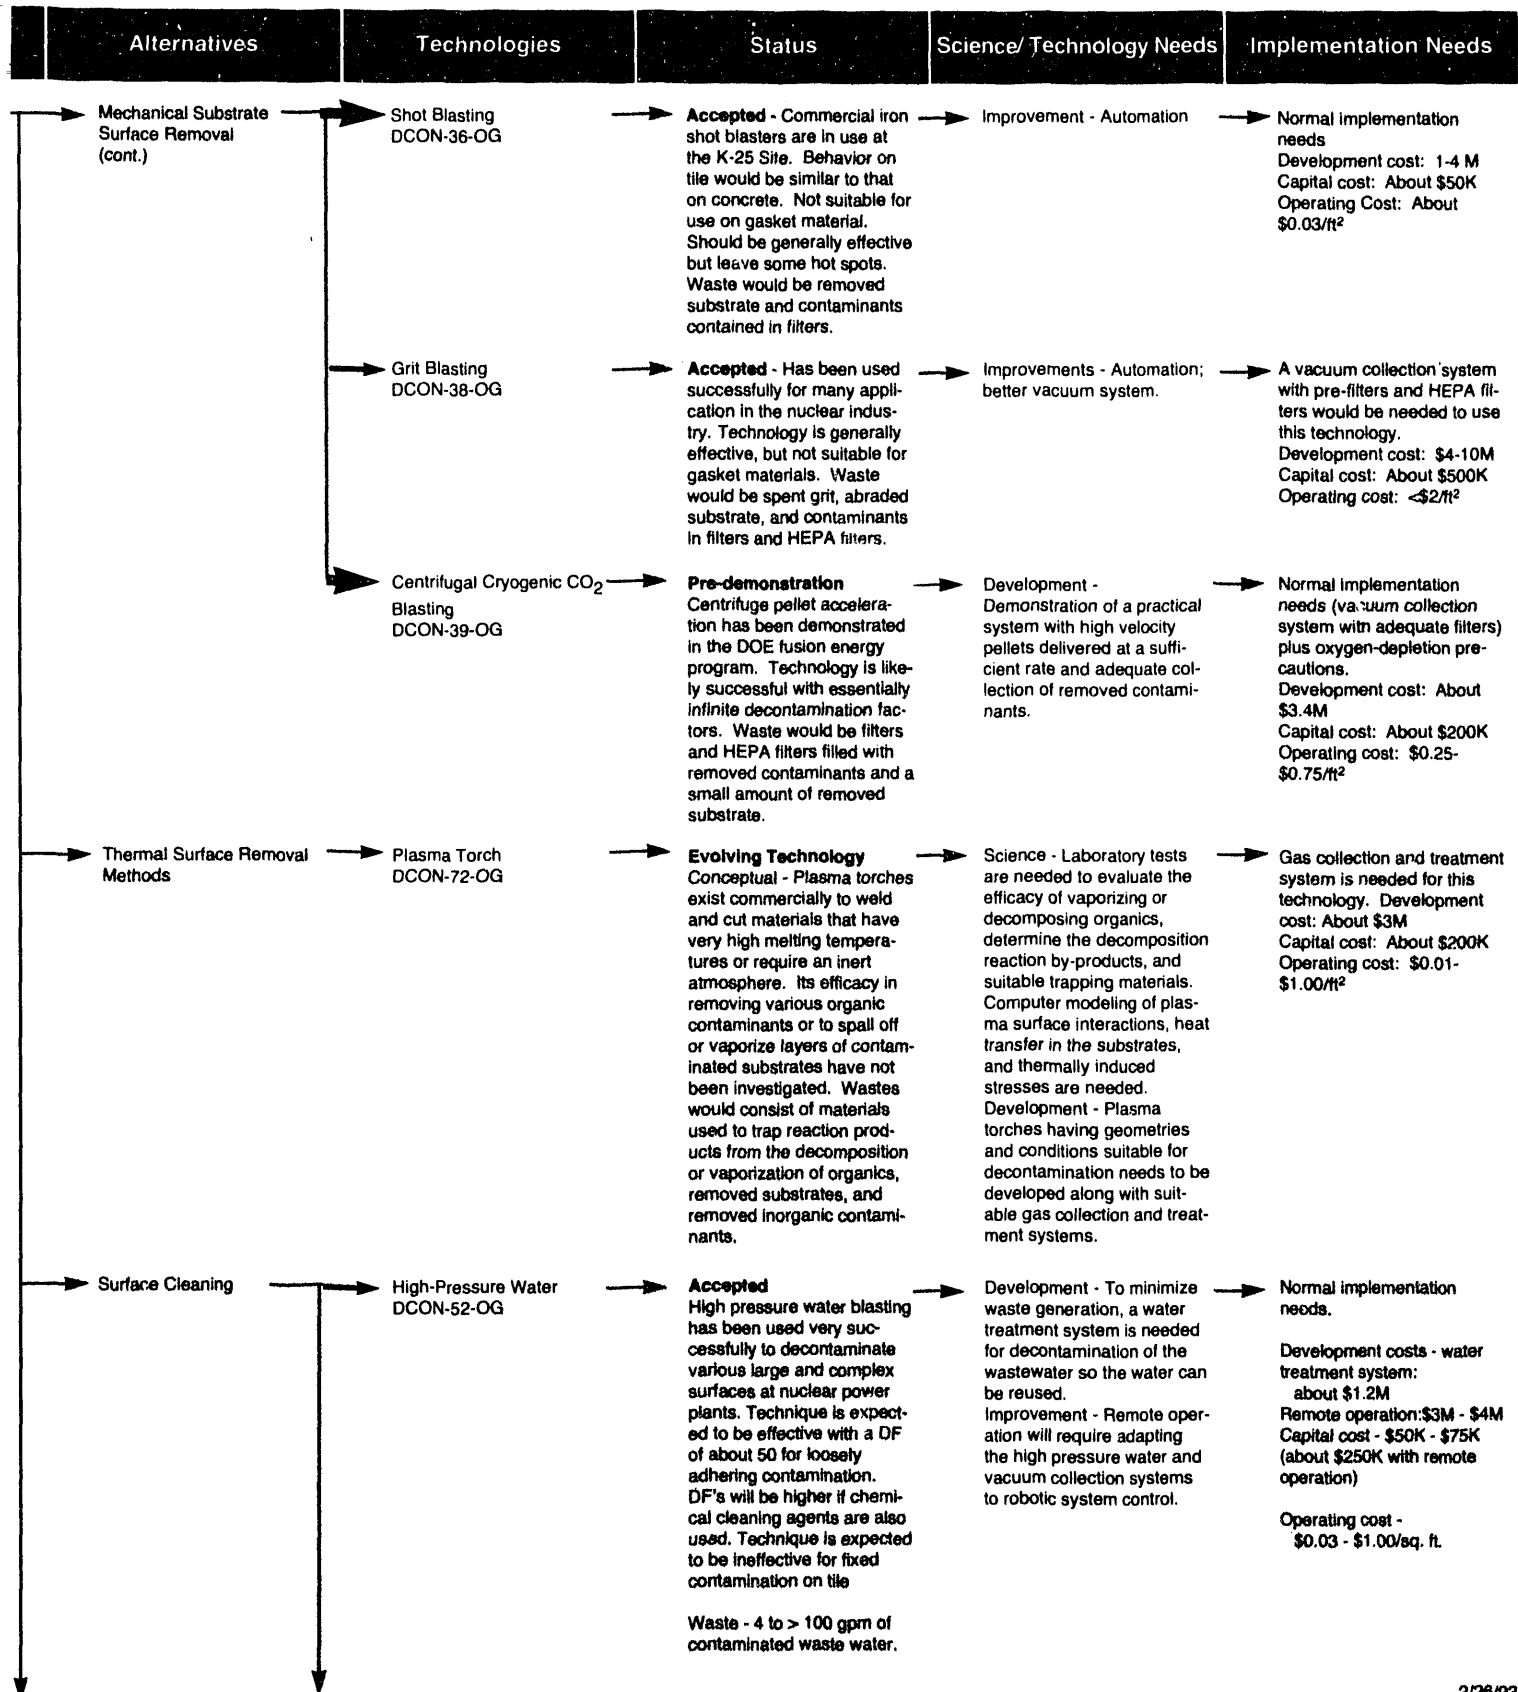 Alternatives
Technologies
Status
Science/ Technology Needs
Implementation Needs
Mechanical Substrate
Surface Removal
(cont.)
Shot Blasting
DCON-36-OG
Accepted - Commercial iron
shot blasters are in use at
the K-25 Site. Behavior on
tile would be similar to that
on concrete. Not suitable for
use on gasket material.
Should be generally effective
but leave some hot spots.
Waste would be removed
substrate and contaminants
contained in filters.
Improvement - Automation
Normal implementation
needs
Development cost: 1-4 M
Capital cost: About $50K
Operating Cost: About
$0.03/ft²
Grit Blasting
DCON-38-OG
Accepted - Has been used
successfully for many appli-
cation in the nuclear indus-
try. Technology is generally
effective, but not suitable for
gasket materials. Waste
would be spent grit, abraded
substrate, and contaminants
in filters and HEPA filters.
Improvements - Automation;
better vacuum system.
A vacuum collection system
with pre-filters and HEPA fil-
ters would be needed to use
this technology.
Development cost: $4-10M
Capital cost: About $500K
Operating cost: <$2/ft²
Centrifugal Cryogenic CO₂
Blasting
DCON-39-OG
Pre-demonstration
Centrifuge pellet accelera-
tion has been demonstrated
in the DOE fusion energy
program. Technology is like-
ly successful with essentially
infinite decontamination fac-
tors. Waste would be filters
and HEPA filters filled with
removed contaminants and a
small amount of removed
substrate.
Development -
Demonstration of a practical
system with high velocity
pellets delivered at a suffi-
cient rate and adequate col-
lection of removed contami-
nants.
Normal implementation
needs (vacuum collection
system with adequate filters)
plus oxygen-depletion pre-
cautions.
Development cost: About
$3.4M
Capital cost: About $200K
Operating cost: $0.25-
$0.75/ft²
Thermal Surface Removal
Methods
Plasma Torch
DCON-72-OG
Evolving Technology
Conceptual - Plasma torches
exist commercially to weld
and cut materials that have
very high melting tempera-
tures or require an inert
atmosphere. Its efficacy in
removing various organic
contaminants or to spall off
or vaporize layers of contam-
inated substrates have not
been investigated. Wastes
would consist of materials
used to trap reaction prod-
ucts from the decomposition
or vaporization of organics,
removed substrates, and
removed inorganic contami-
nants.
Science - Laboratory tests
are needed to evaluate the
efficacy of vaporizing or
decomposing organics,
determine the decomposition
reaction by-products, and
suitable trapping materials.
Computer modeling of plas-
ma surface interactions, heat
transfer in the substrates,
and thermally induced
stresses are needed.
Development - Plasma
torches having geometries
and conditions suitable for
decontamination needs to be
developed along with suit-
able gas collection and treat-
ment systems.
Gas collection and treatment
system is needed for this
technology. Development
cost: About $3M
Capital cost: About $200K
Operating cost: $0.01-
$1.00/ft²
Surface Cleaning
High-Pressure Water
DCON-52-OG
Accepted
High pressure water blasting
has been used very suc-
cessfully to decontaminate
various large and complex
surfaces at nuclear power
plants. Technique is expect-
ed to be effective with a DF
of about 50 for loosely
adhering contamination.
DF's will be higher if chemi-
cal cleaning agents are also
used. Technique is expected
to be ineffective for fixed
contamination on tile
Waste - 4 to > 100 gpm of
contaminated waste water.
Development - To minimize
waste generation, a water
treatment system is needed
for decontamination of the
wastewater so the water can
be reused.
Improvement - Remote oper-
ation will require adapting
the high pressure water and
vacuum collection systems
to robotic system control.
Normal implementation
needs.
Development costs - water
treatment system:
about $1.2M
Remote operation:$3M - $4M
Capital cost - $50K - $75K
(about $250K with remote
operation)
Operating cost -
$0.03 - $1.00/sq. ft.